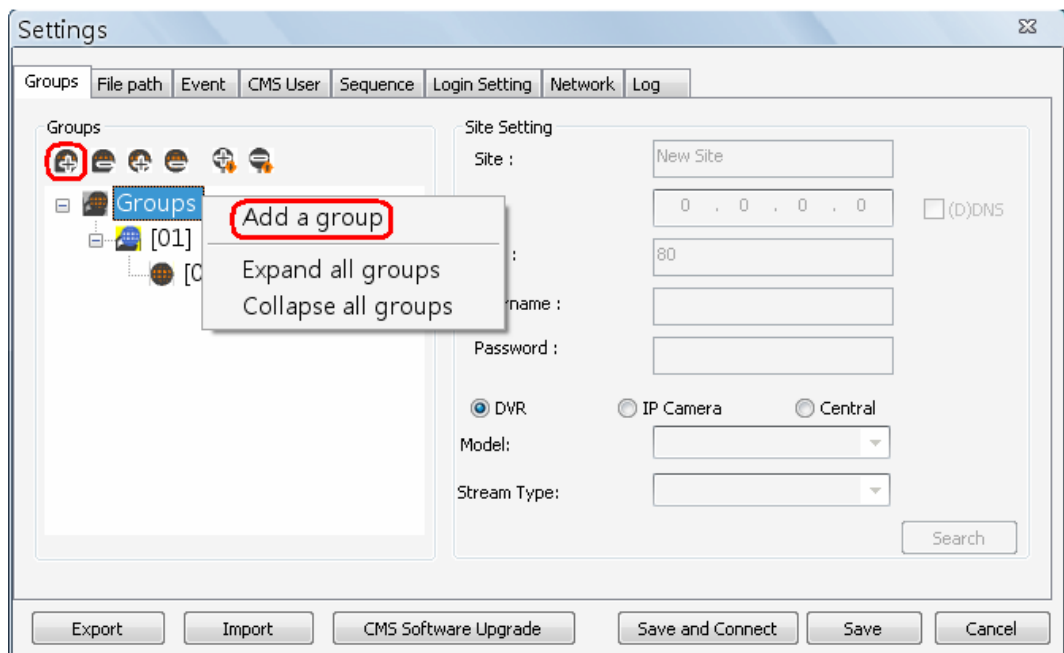 Settings
Groups File path Event CMS User Sequence Login Setting Network Log
Groups
Site Setting
Site : New Site
0 . 0 . 0 . 0 (D)DNS
: 80
name :
Password :
Groups
[01]
[0
Add a group
Expand all groups
Collapse all groups
DVR IP Camera Central
Model:
Stream Type:
Search
Export Import CMS Software Upgrade Save and Connect Save Cancel